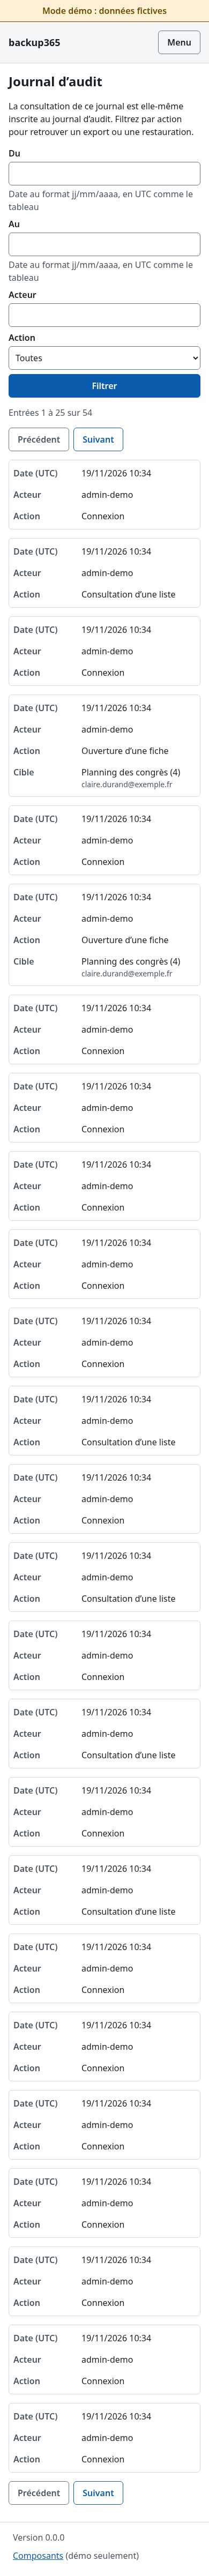 Mode démo : données fictives
backup365
Menu
Journal d’audit
La consultation de ce journal est elle-même
inscrite au journal d’audit. Filtrez par action
pour retrouver un export ou une restauration.
Du
Date au format jj/mm/aaaa, en UTC comme le
tableau
Au
Date au format jj/mm/aaaa, en UTC comme le
tableau
Acteur
Action
Toutes
Filtrer
Entrées 1 à 25 sur 54
Précédent Suivant
Date (UTC) 19/11/2026 10:34
Acteur admin-demo
Action Connexion
Date (UTC) 19/11/2026 10:34
Acteur admin-demo
Action Consultation d’une liste
Date (UTC) 19/11/2026 10:34
Acteur admin-demo
Action Connexion
Date (UTC) 19/11/2026 10:34
Acteur admin-demo
Action Ouverture d’une fiche
Cible Planning des congrès (4)
claire.durand@exemple.fr
Date (UTC) 19/11/2026 10:34
Acteur admin-demo
Action Connexion
Date (UTC) 19/11/2026 10:34
Acteur admin-demo
Action Ouverture d’une fiche
Cible Planning des congrès (4)
claire.durand@exemple.fr
Date (UTC) 19/11/2026 10:34
Acteur admin-demo
Action Connexion
Date (UTC) 19/11/2026 10:34
Acteur admin-demo
Action Connexion
Date (UTC) 19/11/2026 10:34
Acteur admin-demo
Action Connexion
Date (UTC) 19/11/2026 10:34
Acteur admin-demo
Action Connexion
Date (UTC) 19/11/2026 10:34
Acteur admin-demo
Action Connexion
Date (UTC) 19/11/2026 10:34
Acteur admin-demo
Action Consultation d’une liste
Date (UTC) 19/11/2026 10:34
Acteur admin-demo
Action Connexion
Date (UTC) 19/11/2026 10:34
Acteur admin-demo
Action Consultation d’une liste
Date (UTC) 19/11/2026 10:34
Acteur admin-demo
Action Connexion
Date (UTC) 19/11/2026 10:34
Acteur admin-demo
Action Consultation d’une liste
Date (UTC) 19/11/2026 10:34
Acteur admin-demo
Action Connexion
Date (UTC) 19/11/2026 10:34
Acteur admin-demo
Action Consultation d’une liste
Date (UTC) 19/11/2026 10:34
Acteur admin-demo
Action Connexion
Date (UTC) 19/11/2026 10:34
Acteur admin-demo
Action Connexion
Date (UTC) 19/11/2026 10:34
Acteur admin-demo
Action Connexion
Date (UTC) 19/11/2026 10:34
Acteur admin-demo
Action Connexion
Date (UTC) 19/11/2026 10:34
Acteur admin-demo
Action Connexion
Date (UTC) 19/11/2026 10:34
Acteur admin-demo
Action Connexion
Date (UTC) 19/11/2026 10:34
Acteur admin-demo
Action Connexion
Précédent Suivant
Version 0.0.0
Composants (démo seulement)